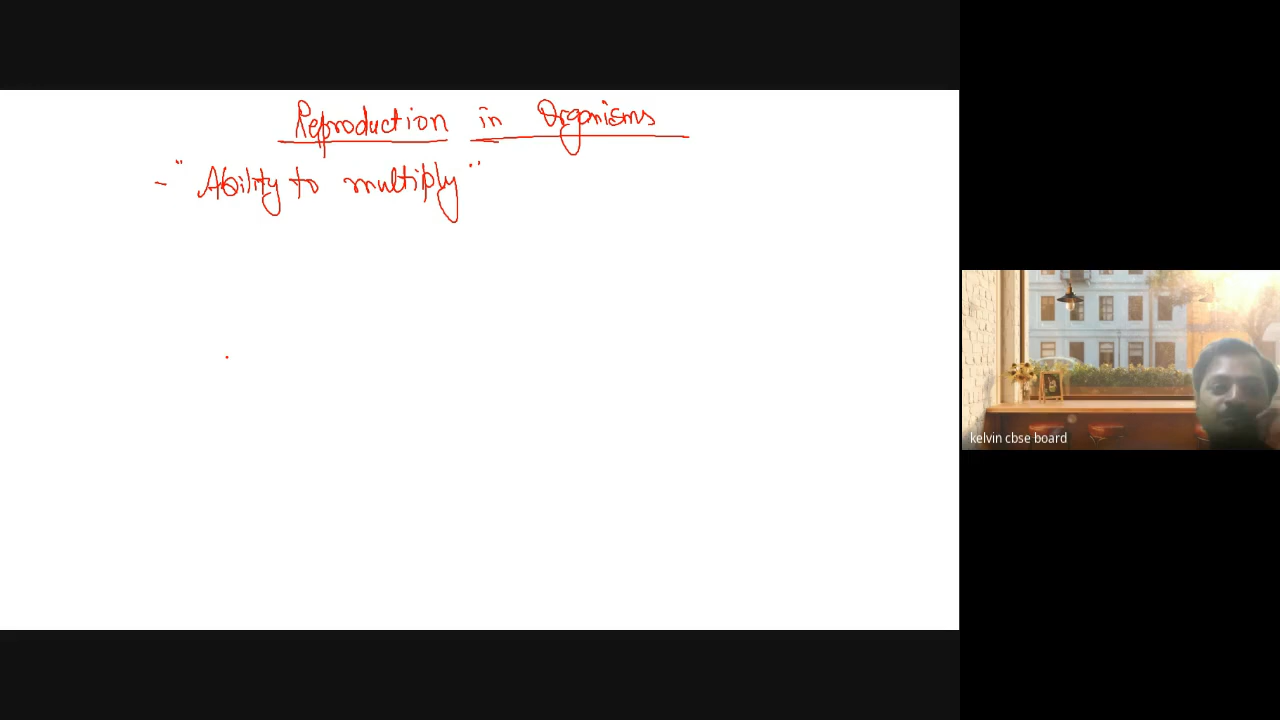 Reproduction in Organisms
- "Ability to multiply"
kelvin cbse board